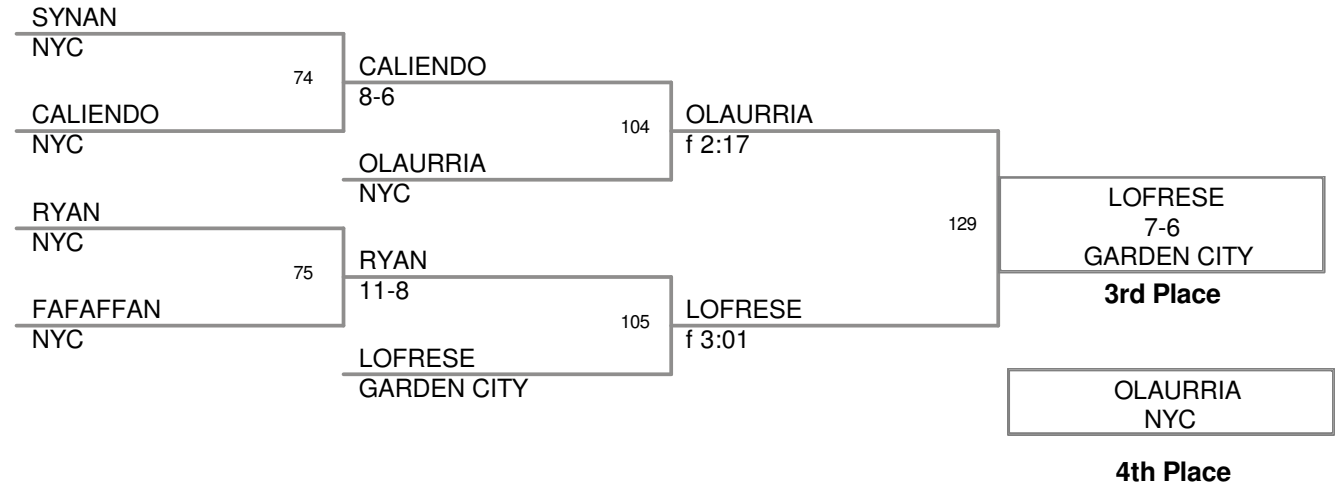 SYNAN
NYC
74
CALIENDO
8-6
CALIENDO
NYC
104
OLAURRIA
f 2:17
OLAURRIA
NYC
RYAN
NYC
129
LOFRESE
7-6
GARDEN CITY
3rd Place
75
RYAN
11-8
FAFAFFAN
NYC
105
LOFRESE
f 3:01
LOFRESE
GARDEN CITY
OLAURRIA
NYC
4th Place